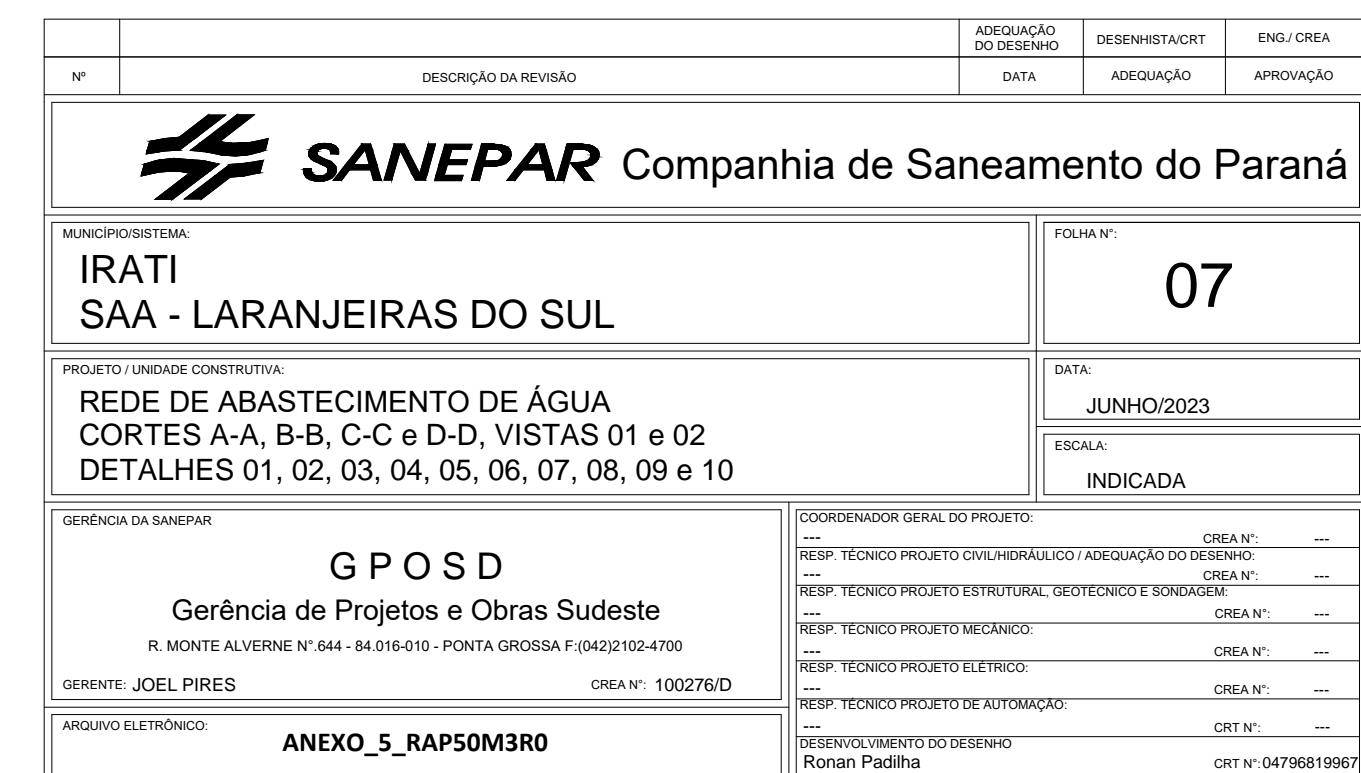 ADEQUAÇÃO
DO DESENHO
DESENHISTA/CRT
ENG./ CREA
Nº
DESCRIÇÃO DA REVISÃO
DATA
ADEQUAÇÃO
APROVAÇÃO
SANEPAR Companhia de Saneamento do Paraná
MUNICÍPIO/SISTEMA:
IRATI
SAA - LARANJEIRAS DO SUL
FOLHA N°:
07
PROJETO / UNIDADE CONSTRUTIVA:
REDE DE ABASTECIMENTO DE ÁGUA
CORTES A-A, B-B, C-C e D-D, VISTAS 01 e 02
DETALHES 01, 02, 03, 04, 05, 06, 07, 08, 09 e 10
DATA:
JUNHO/2023
ESCALA:
INDICADA
GERÊNCIA DA SANEPAR
G P O S D
Gerência de Projetos e Obras Sudeste
R. MONTE ALVERNE N°.644 - 84.016-010 - PONTA GROSSA F:(042)2102-4700
GERENTE: JOEL PIRES CREA N°: 100276/D
COORDENADOR GERAL DO PROJETO:
--- CREA N°: ---
RESP. TÉCNICO PROJETO CIVIL/HIDRÁULICO / ADEQUAÇÃO DO DESENHO:
--- CREA N°: ---
RESP. TÉCNICO PROJETO ESTRUTURAL, GEOTÉCNICO E SONDAGEM:
--- CREA N°: ---
RESP. TÉCNICO PROJETO MECÂNICO:
--- CREA N°: ---
RESP. TÉCNICO PROJETO ELÉTRICO:
--- CREA N°: ---
RESP. TÉCNICO PROJETO DE AUTOMAÇÃO:
--- CRT N°: ---
DESENVOLVIMENTO DO DESENHO
Ronan Padilha CRT N°: 04796819967
ARQUIVO ELETRÔNICO:
ANEXO_5_RAP50M3R0